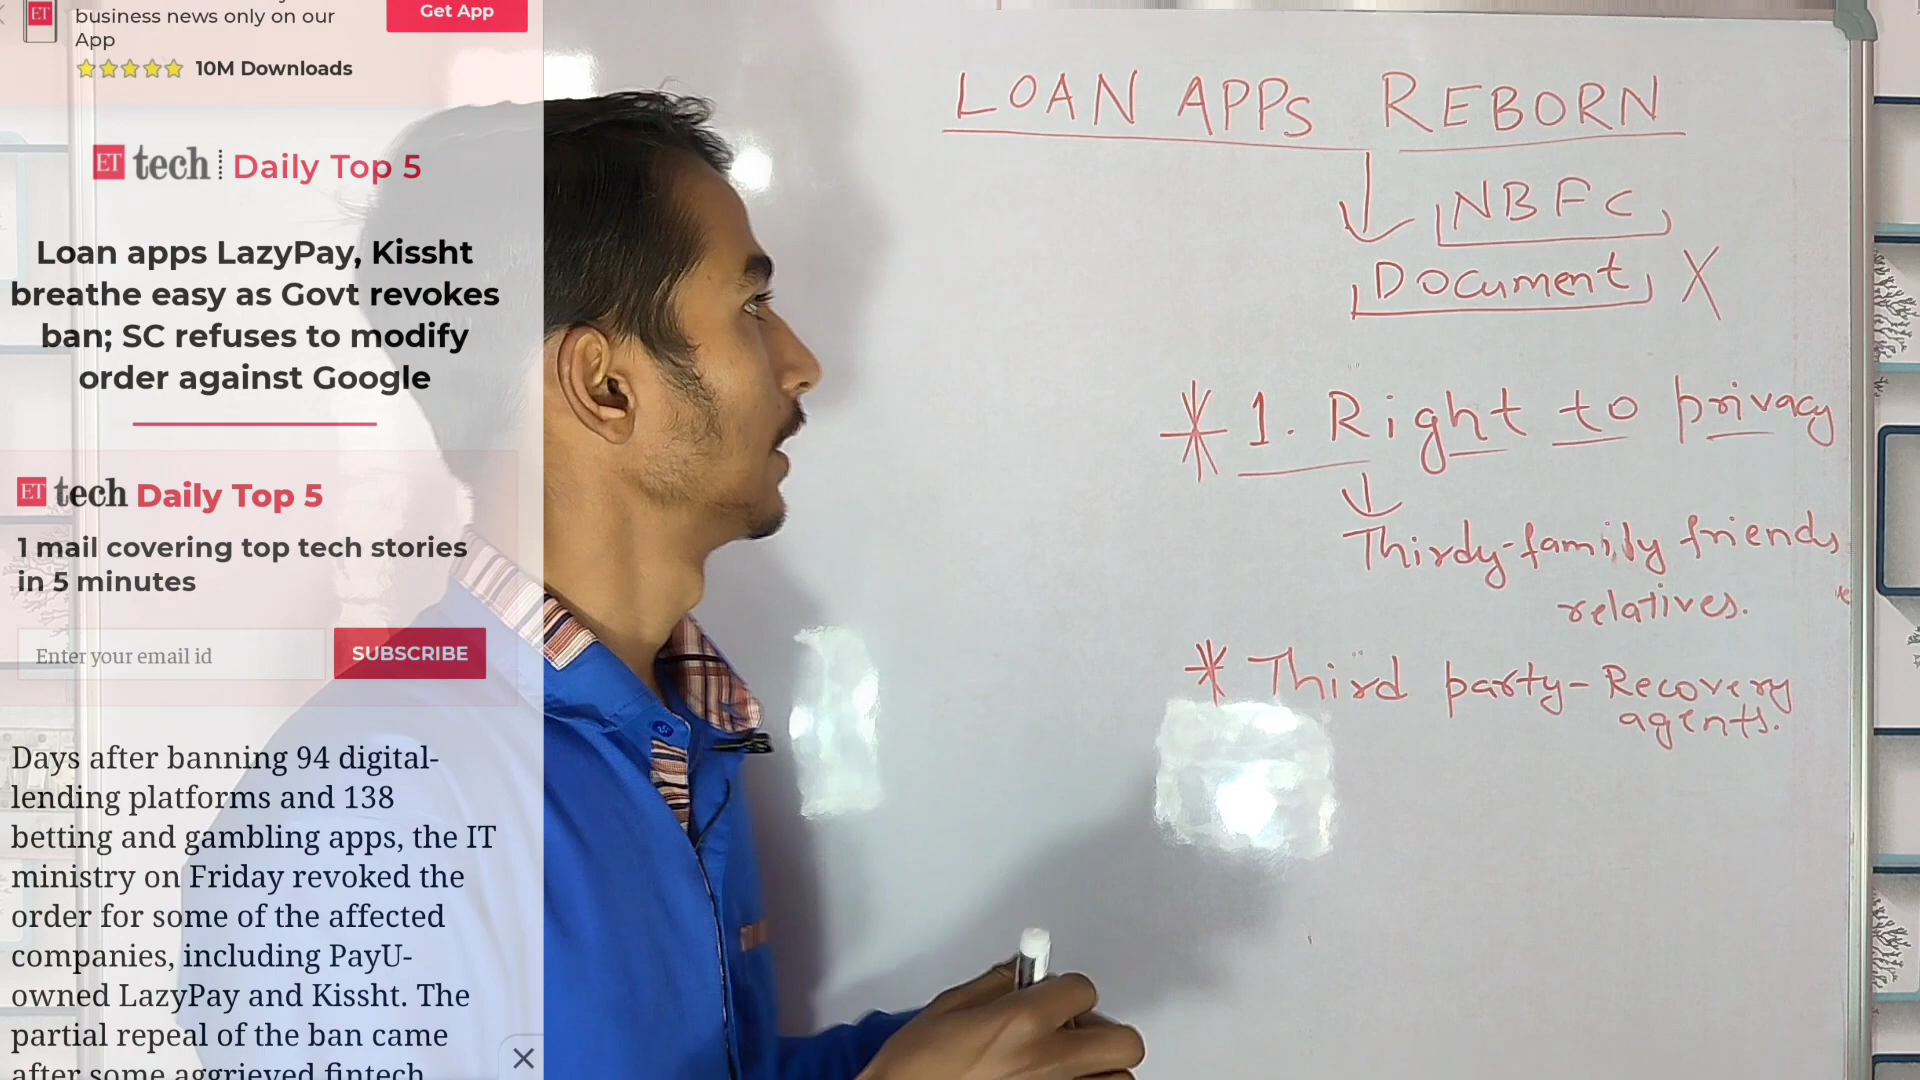 business news only on our
App
Get App
10M Downloads
ET tech Daily Top 5
Loan apps LazyPay, Kissht
breathe easy as Govt revokes
ban; SC refuses to modify
order against Google
ET tech Daily Top 5
1 mail covering top tech stories
in 5 minutes
Enter your email id
SUBSCRIBE
Days after banning 94 digital-
lending platforms and 138
betting and gambling apps, the IT
ministry on Friday revoked the
order for some of the affected
companies, including PayU-
owned LazyPay and Kissht. The
partial repeal of the ban came
after some aggrieved fintech
LOAN APPs REBORN
NBFC
Document X
* 1. Right to privacy
Thirdy-family friends
relatives.
* Third party-Recovery
agents.